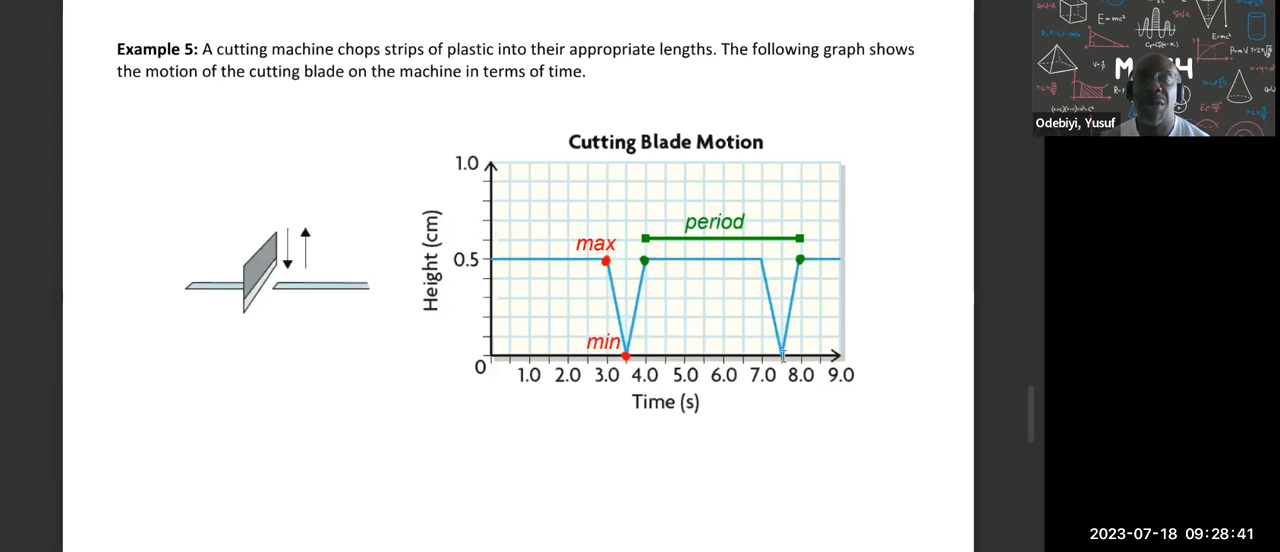 Example 5: A cutting machine chops strips of plastic into their appropriate lengths. The following graph shows
the motion of the cutting blade on the machine in terms of time.
Cutting Blade Motion
1.0
period
max
0.5
Height (cm)
min
0
1.0 2.0 3.0 4.0 5.0 6.0 7.0 8.0 9.0
Time (s)
E=mc²
Odebiyi, Yusuf
2023-07-18 09:28:41